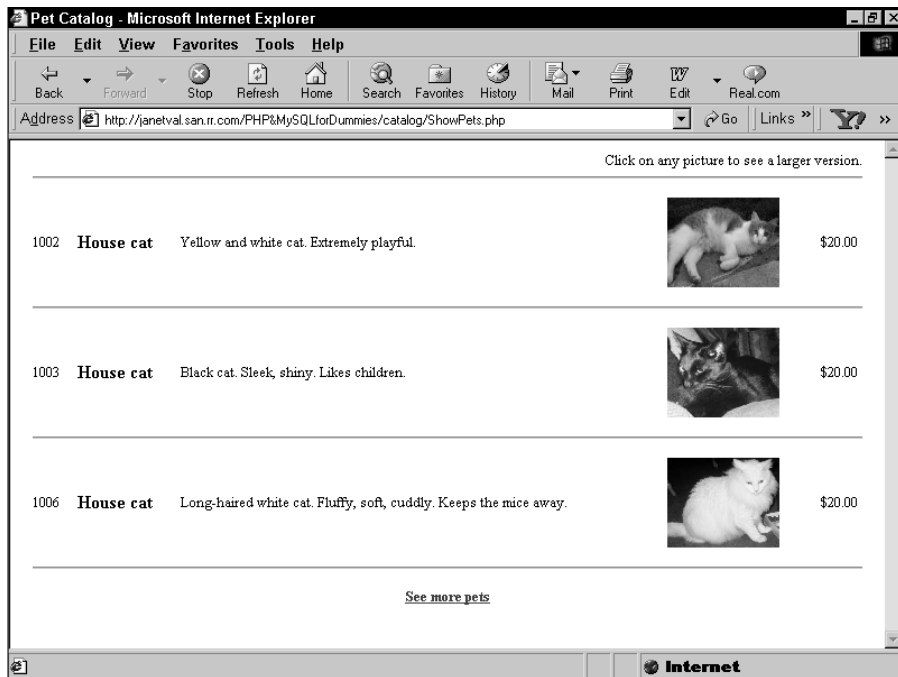 Pet Catalog - Microsoft Internet Explorer
File Edit View Favorites Tools Help
Back Forward Stop Refresh Home Search Favorites History Mail Print Edit Real.com
Address http://janetval.san.rr.com/PHP&MySQLforDummies/catalog/ShowPets.php Go Links »
Click on any picture to see a larger version.
1002 House cat Yellow and white cat. Extremely playful. $20.00
1003 House cat Black cat. Sleek, shiny. Likes children. $20.00
1006 House cat Long-haired white cat. Fluffy, soft, cuddly. Keeps the mice away. $20.00
See more pets
Internet